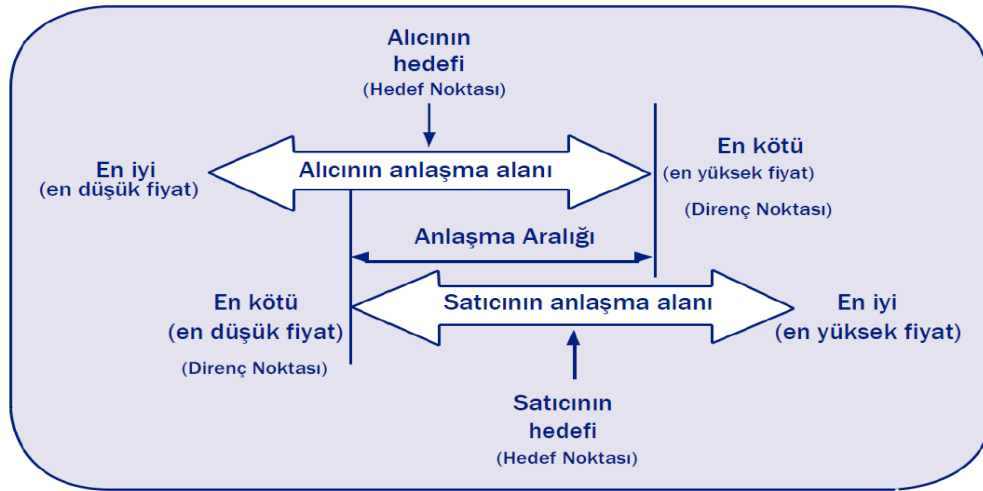 Alıcının
hedefi
(Hedef Noktası)
En iyi
(en düşük fiyat)
Alıcının anlaşma alanı
En kötü
(en yüksek fiyat)
(Direnç Noktası)
Anlaşma Aralığı
En kötü
(en düşük fiyat)
(Direnç Noktası)
Satıcının anlaşma alanı
En iyi
(en yüksek fiyat)
Satıcının
hedefi
(Hedef Noktası)